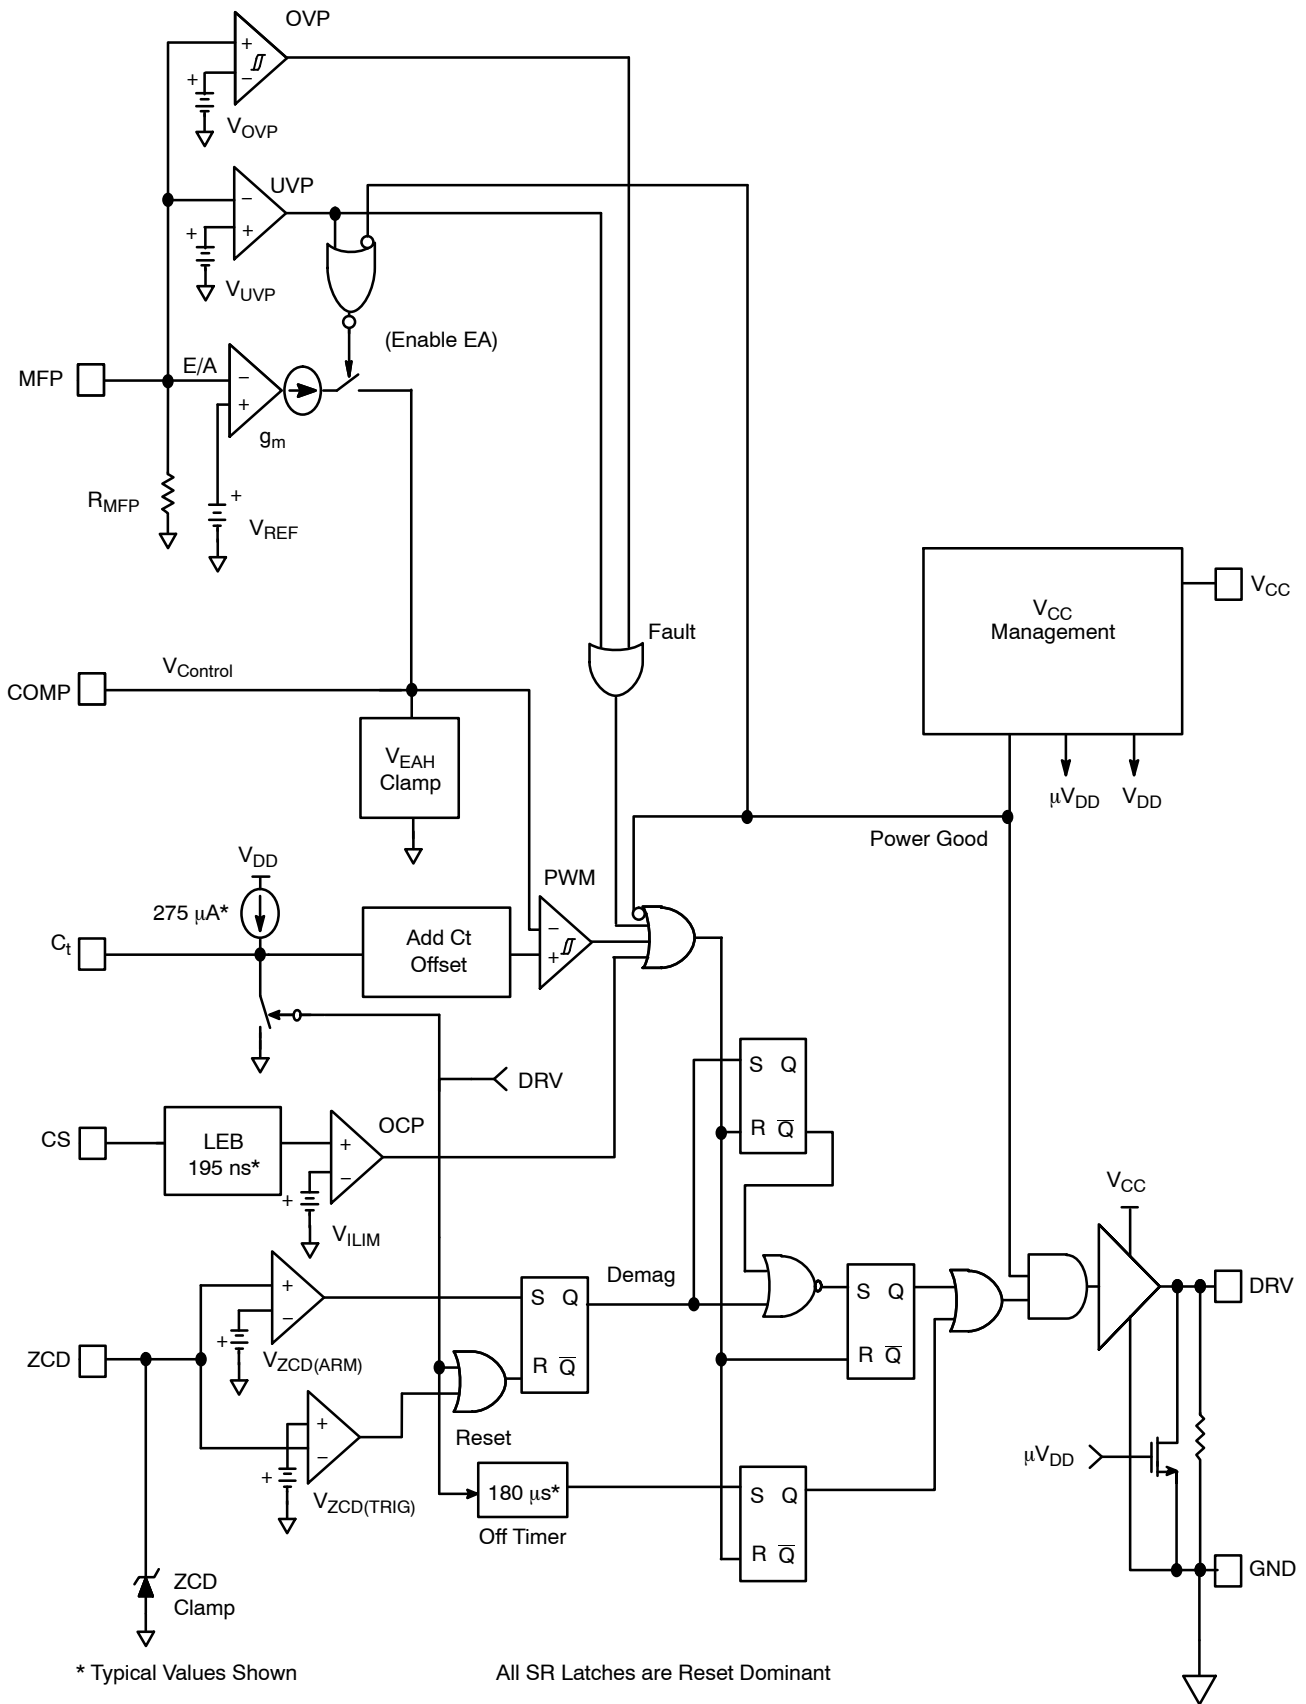 OVP
+
−
+
V_OVP
UVP
−
+
+
V_UVP
(Enable EA)
MFP
E/A
−
+
g_m
R_MFP
+
V_REF
V_CC
Management
V_CC
Fault
V_Control
COMP
V_EAH
Clamp
μV_DD
V_DD
Power Good
V_DD
PWM
275 μA*
C_t
Add Ct
Offset
−
+
DRV
S Q
R Q̅
CS
LEB
195 ns*
OCP
+
−
+
V_ILIM
V_CC
Demag
+
−
+
V_ZCD(ARM)
S Q
R Q̅
S Q
R Q̅
DRV
ZCD
+
−
+
V_ZCD(TRIG)
Reset
μV_DD
180 μs*
Off Timer
S Q
R Q̅
GND
ZCD
Clamp
* Typical Values Shown
All SR Latches are Reset Dominant